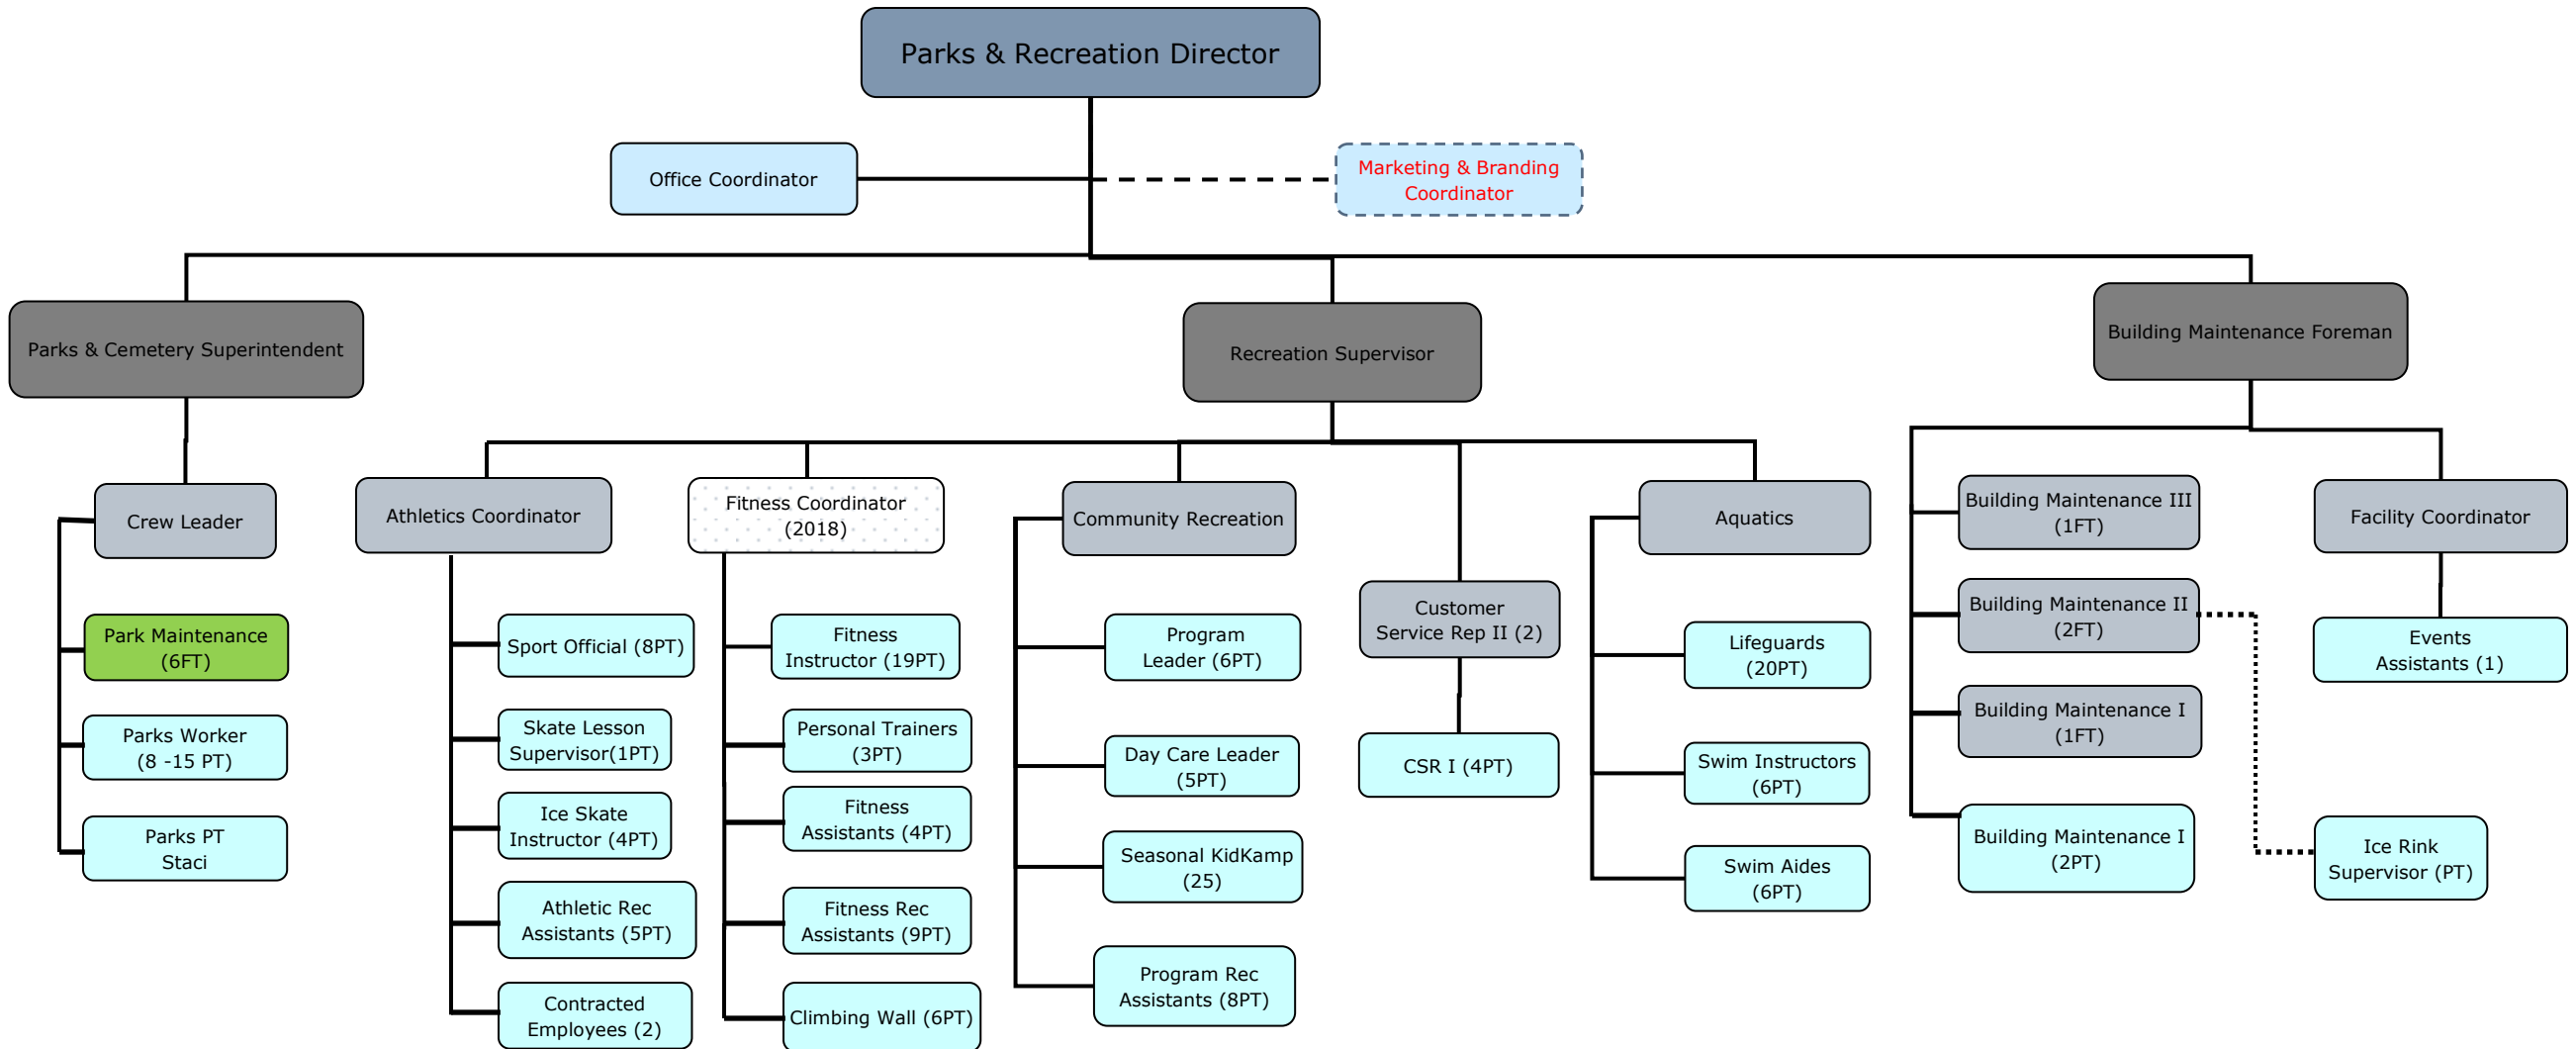 Parks & Recreation Director
Office Coordinator
Marketing & Branding
Coordinator
Parks & Cemetery Superintendent
Recreation Supervisor
Building Maintenance Foreman
Crew Leader
Park Maintenance
(6FT)
Parks Worker
(8 -15 PT)
Parks PT
Staci
Athletics Coordinator
Sport Official (8PT)
Skate Lesson
Supervisor(1PT)
Ice Skate
Instructor (4PT)
Athletic Rec
Assistants (5PT)
Contracted
Employees (2)
Fitness Coordinator
(2018)
Fitness
Instructor (19PT)
Personal Trainers
(3PT)
Fitness
Assistants (4PT)
Fitness Rec
Assistants (9PT)
Climbing Wall (6PT)
Community Recreation
Program
Leader (6PT)
Day Care Leader
(5PT)
Seasonal KidKamp
(25)
Program Rec
Assistants (8PT)
Customer
Service Rep II (2)
CSR I (4PT)
Aquatics
Lifeguards
(20PT)
Swim Instructors
(6PT)
Swim Aides
(6PT)
Building Maintenance III
(1FT)
Building Maintenance II
(2FT)
Building Maintenance I
(1FT)
Building Maintenance I
(2PT)
Facility Coordinator
Events
Assistants (1)
Ice Rink
Supervisor (PT)